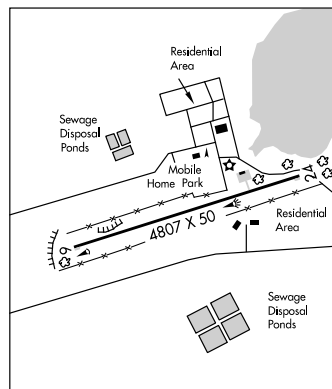 Residential
Area
Sewage
Disposal
Ponds
Mobile
Home Park
24
6
4807 X 50
Residential
Area
Sewage
Disposal
Ponds